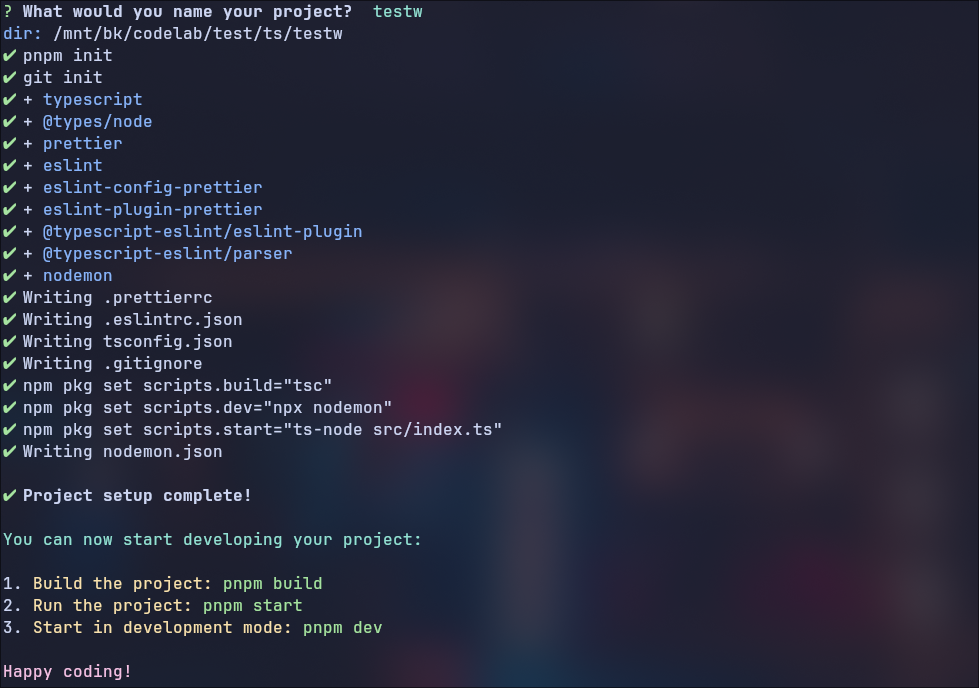 ? What would you name your project? testw
dir: /mnt/bk/codelab/test/ts/testw
✔ pnpm init
✔ git init
✔ + typescript
✔ + @types/node
✔ + prettier
✔ + eslint
✔ + eslint-config-prettier
✔ + eslint-plugin-prettier
✔ + @typescript-eslint/eslint-plugin
✔ + @typescript-eslint/parser
✔ + nodemon
✔ Writing .prettierrc
✔ Writing .eslintrc.json
✔ Writing tsconfig.json
✔ Writing .gitignore
✔ npm pkg set scripts.build="tsc"
✔ npm pkg set scripts.dev="npx nodemon"
✔ npm pkg set scripts.start="ts-node src/index.ts"
✔ Writing nodemon.json
✔ Project setup complete!
You can now start developing your project:
1. Build the project: pnpm build
2. Run the project: pnpm start
3. Start in development mode: pnpm dev
Happy coding!